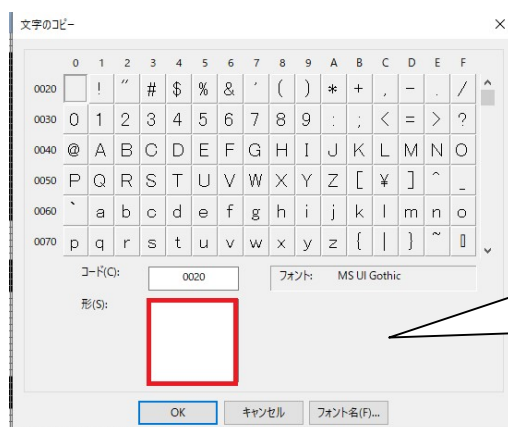 文字のコピー
0 1 2 3 4 5 6 7 8 9 A B C D E F
0020 ! " # $ % & ' ( ) * + , - . /
0030 0 1 2 3 4 5 6 7 8 9 : ; < = > ?
0040 @ A B C D E F G H I J K L M N O
0050 P Q R S T U V W X Y Z [ ¥ ] ^ _
0060 ` a b c d e f g h i j k l m n o
0070 p q r s t u v w x y z { | } ~ ▯
コード(C): 0020 フォント: MS UI Gothic
形(S):
OK キャンセル フォント名(F)...